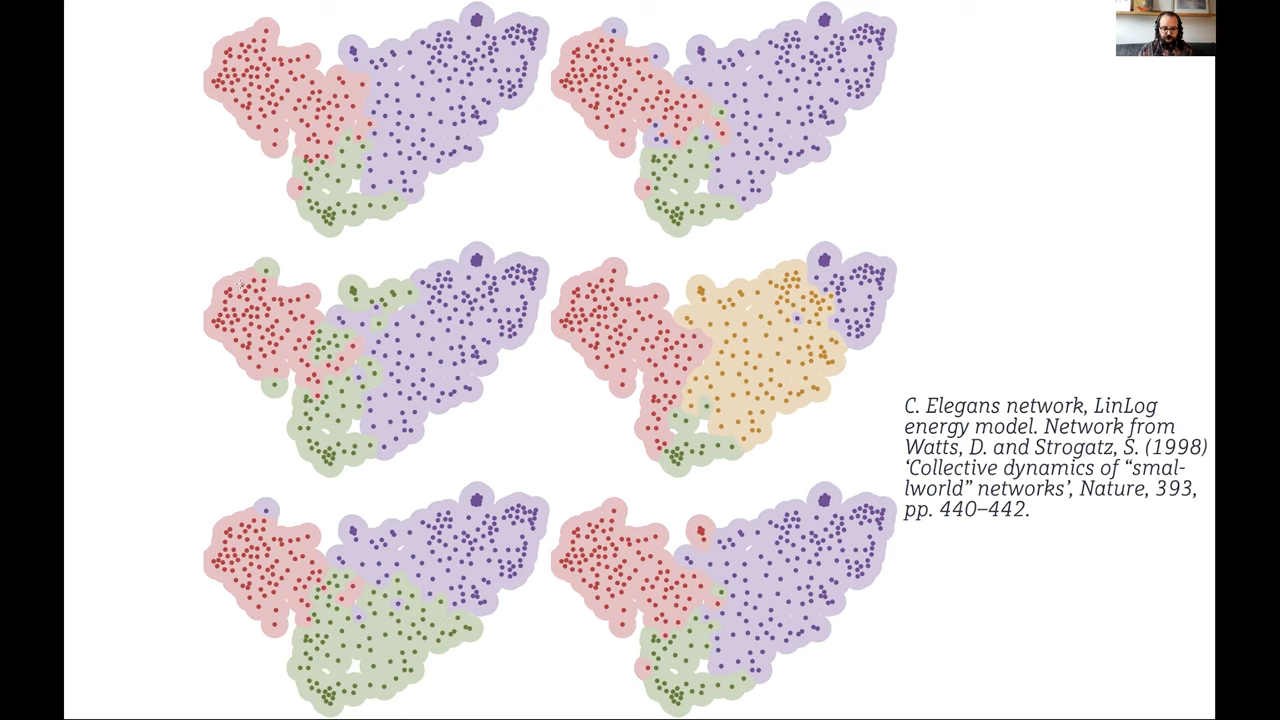 C. Elegans network, LinLog
energy model. Network from
Watts, D. and Strogatz, S. (1998)
‘Collective dynamics of “smal-
lworld” networks’, Nature, 393,
pp. 440–442.